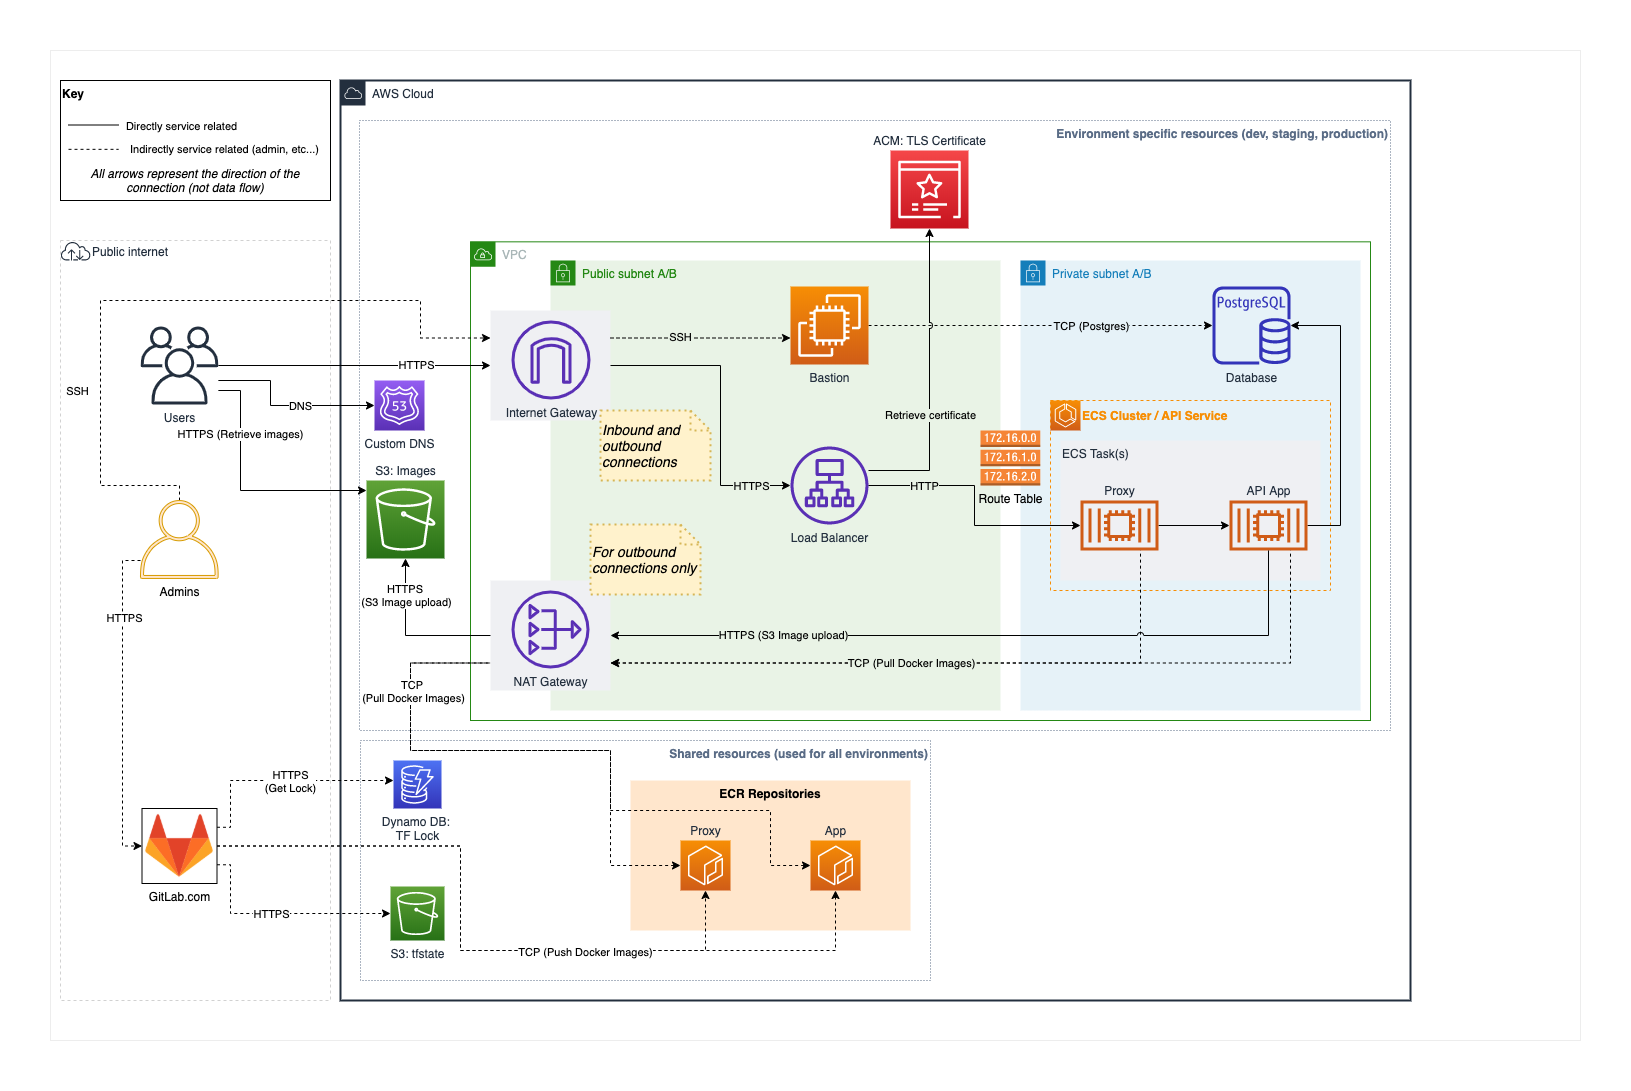 Key
Directly service related
Indirectly service related (admin, etc...)
All arrows represent the direction of the
connection (not data flow)
AWS Cloud
Environment specific resources (dev, staging, production)
ACM: TLS Certificate
Public internet
VPC
Public subnet A/B
Private subnet A/B
PostgreSQL
SSH
TCP (Postgres)
HTTPS
Bastion
Database
SSH
Users
DNS
53
Internet Gateway
HTTPS (Retrieve images)
Custom DNS
Retrieve certificate
ECS Cluster / API Service
Inbound and
outbound
connections
172.16.0.0
172.16.1.0
172.16.2.0
Route Table
ECS Task(s)
S3: Images
HTTPS
HTTP
Proxy
API App
Load Balancer
For outbound
connections only
Admins
HTTPS
(S3 Image upload)
HTTPS
HTTPS (S3 Image upload)
TCP (Pull Docker Images)
NAT Gateway
TCP
(Pull Docker Images)
Shared resources (used for all environments)
HTTPS
(Get Lock)
Dynamo DB:
TF Lock
ECR Repositories
Proxy
App
GitLab.com
HTTPS
S3: tfstate
TCP (Push Docker Images)